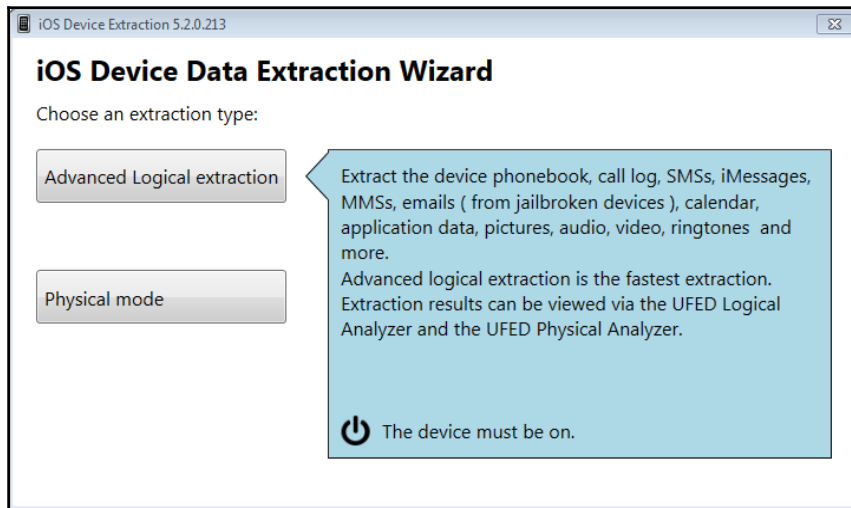 iOS Device Extraction 5.2.0.213
iOS Device Data Extraction Wizard
Choose an extraction type:
Advanced Logical extraction
Extract the device phonebook, call log, SMSs, iMessages,
MMSs, emails ( from jailbroken devices ), calendar,
application data, pictures, audio, video, ringtones  and
more.
Advanced logical extraction is the fastest extraction.
Extraction results can be viewed via the UFED Logical
Analyzer and the UFED Physical Analyzer.
Physical mode
The device must be on.